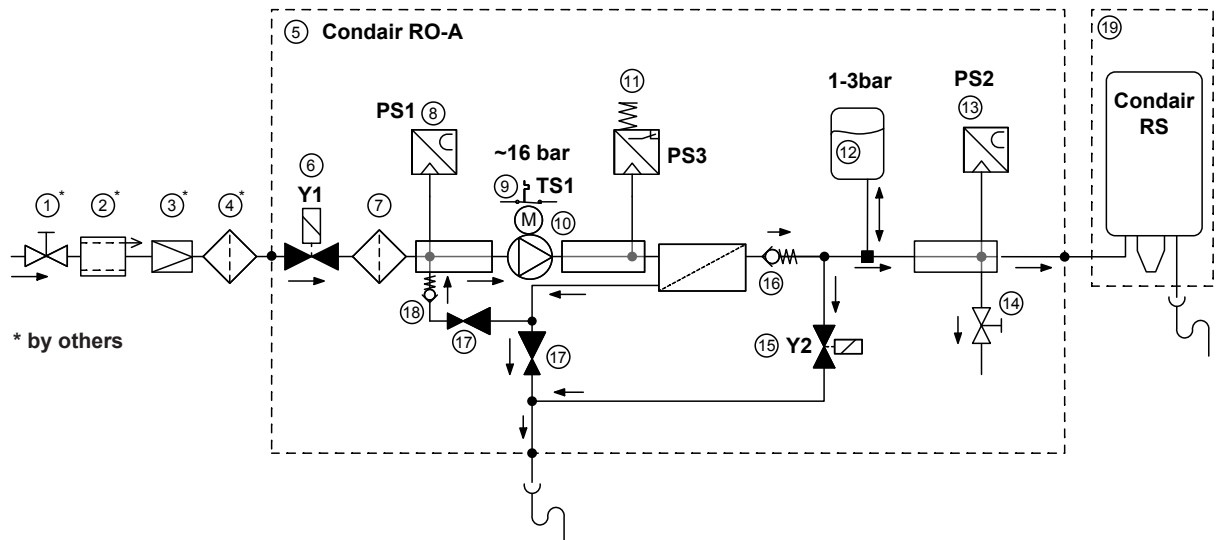 5 Condair RO-A
19
1-3bar
PS2
11
13
PS1 8
Condair
RS
~16 bar
PS3
12
6
9 TS1
Y1
1*
2*
3*
4*
7
M
10
16
18
14
17
* by others
17
15 Y2